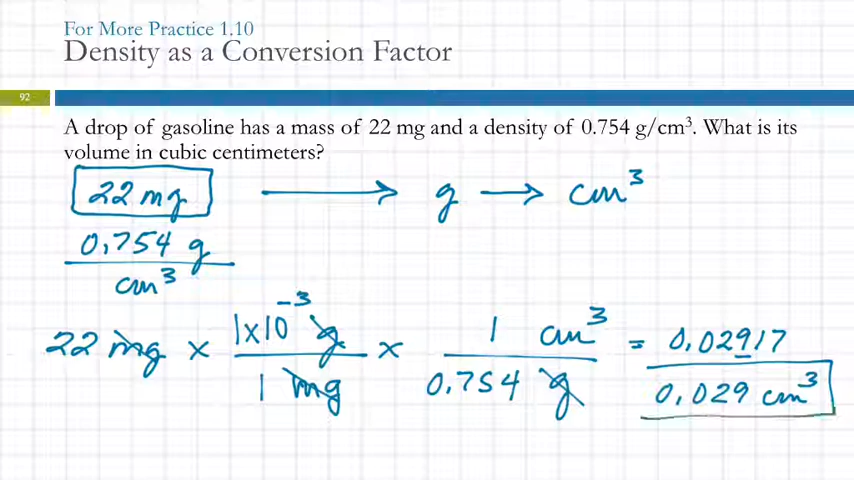 For More Practice 1.10
Density as a Conversion Factor
92
A drop of gasoline has a mass of 22 mg and a density of 0.754 g/cm³. What is its
volume in cubic centimeters?
22 mg → g → cm³
0.754 g
cm³
22 mg × 1x10⁻³ g / 1 mg × 1 cm³ / 0.754 g = 0.02917
0.029 cm³